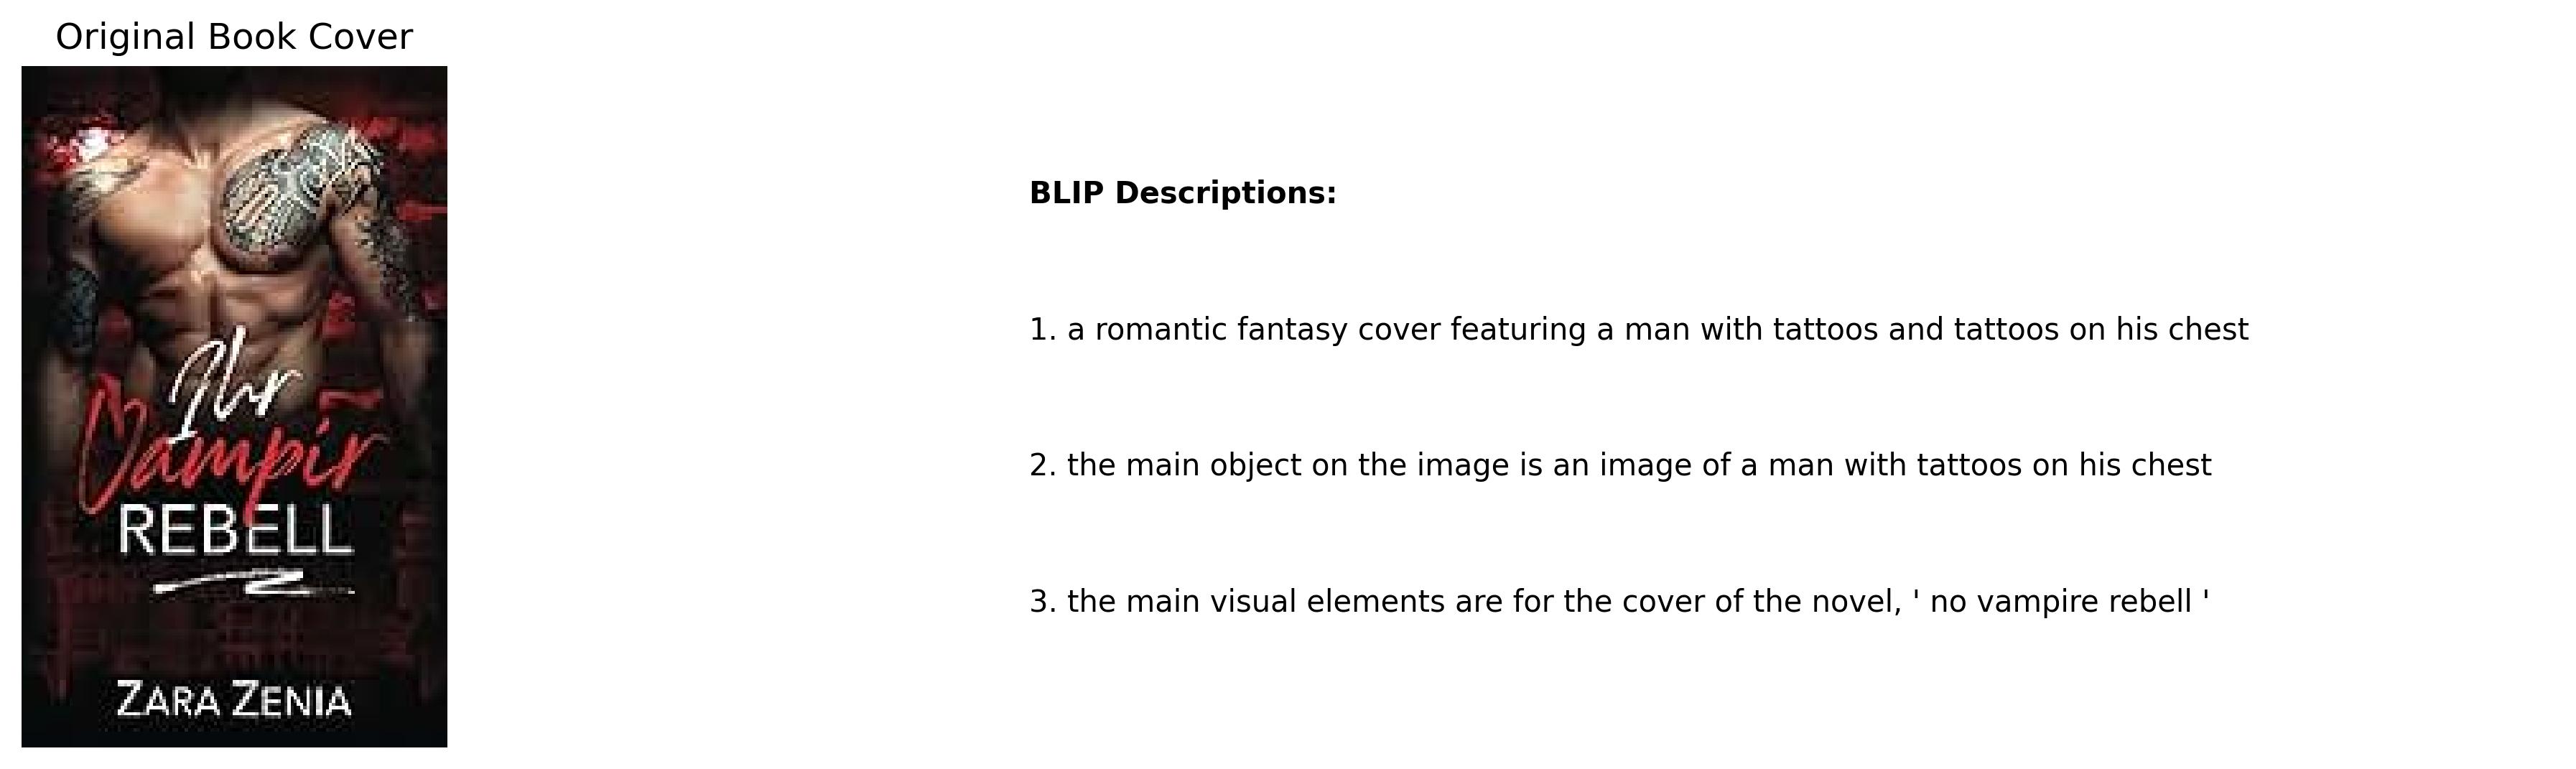 Original Book Cover
Ihr
Vampir
REBELL
ZARA ZENIA
BLIP Descriptions:
1. a romantic fantasy cover featuring a man with tattoos and tattoos on his chest
2. the main object on the image is an image of a man with tattoos on his chest
3. the main visual elements are for the cover of the novel, ' no vampire rebell '